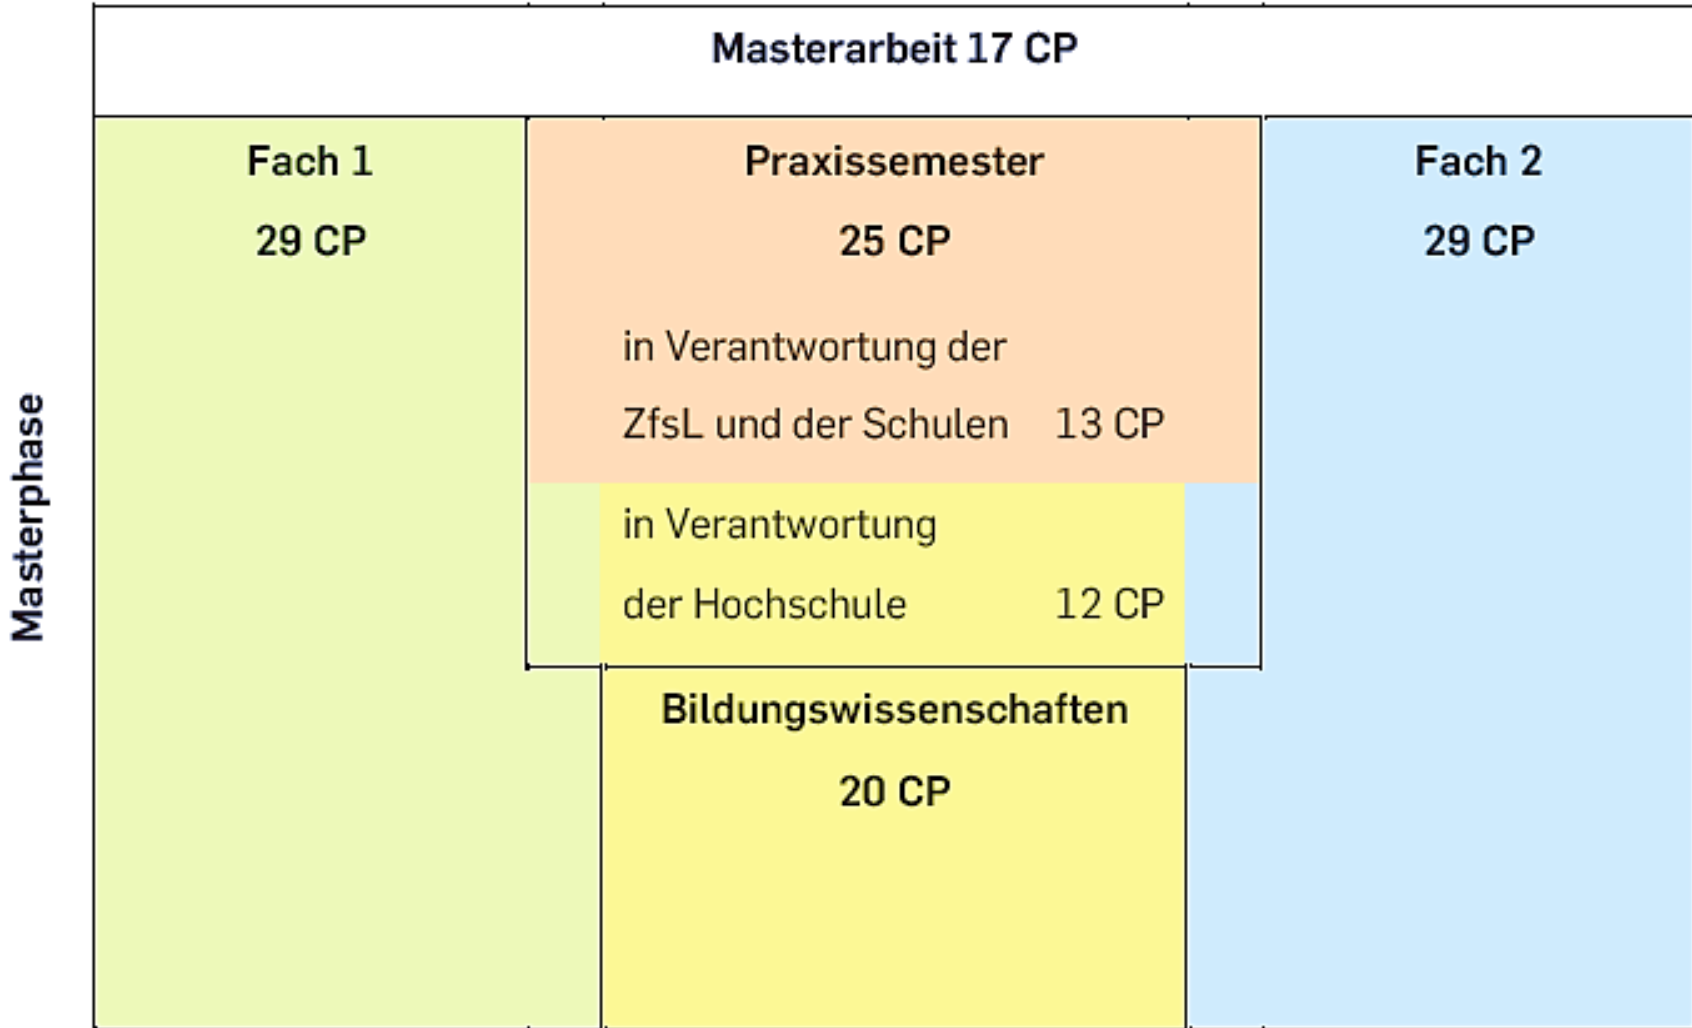 Masterarbeit 17 CP
Masterphase
Fach 1
29 CP
Praxissemester
25 CP
in Verantwortung der
ZfsL und der Schulen 13 CP
in Verantwortung
der Hochschule 12 CP
Bildungswissenschaften
20 CP
Fach 2
29 CP